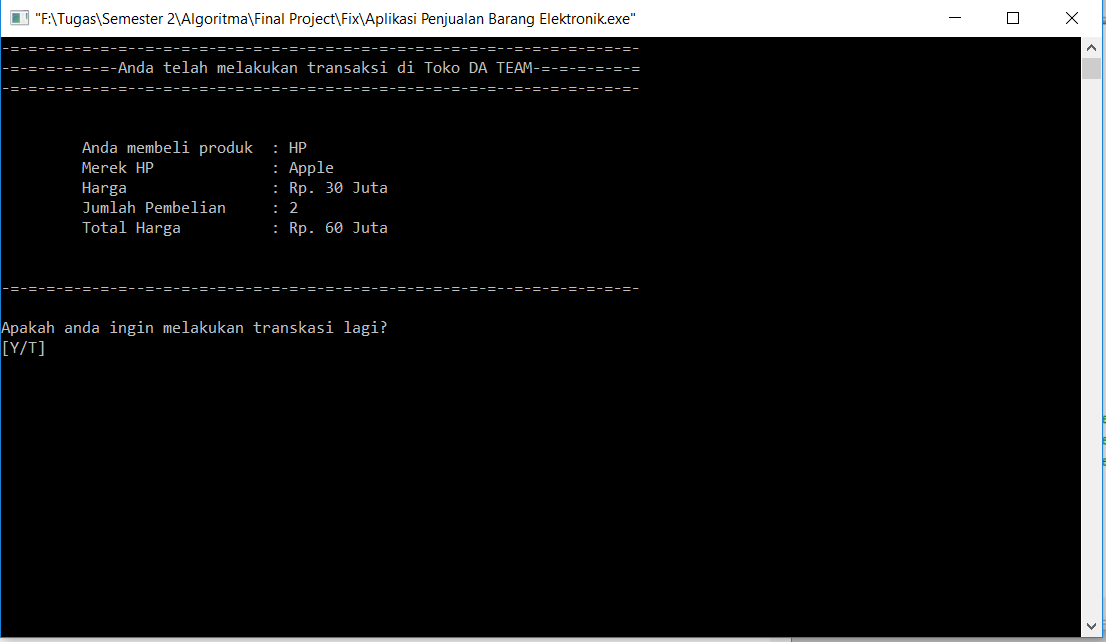 "F:\Tugas\Semester 2\Algoritma\Final Project\Fix\Aplikasi Penjualan Barang Elektronik.exe"
-=-=-=-=-=-=-=--=-=-=-=-=-=-=-=-=-=-=-=-=-=-=-=-=-=-=-=--=-=-=-=-=-=-=-
-=-=-=-=-=-=-Anda telah melakukan transaksi di Toko DA TEAM-=-=-=-=-=-=
-=-=-=-=-=-=-=--=-=-=-=-=-=-=-=-=-=-=-=-=-=-=-=-=-=-=-=--=-=-=-=-=-=-=-
Anda membeli produk : HP
Merek HP : Apple
Harga : Rp. 30 Juta
Jumlah Pembelian : 2
Total Harga : Rp. 60 Juta
-=-=-=-=-=-=-=--=-=-=-=-=-=-=-=-=-=-=-=-=-=-=-=-=-=-=-=--=-=-=-=-=-=-=-
Apakah anda ingin melakukan transkasi lagi?
[Y/T]